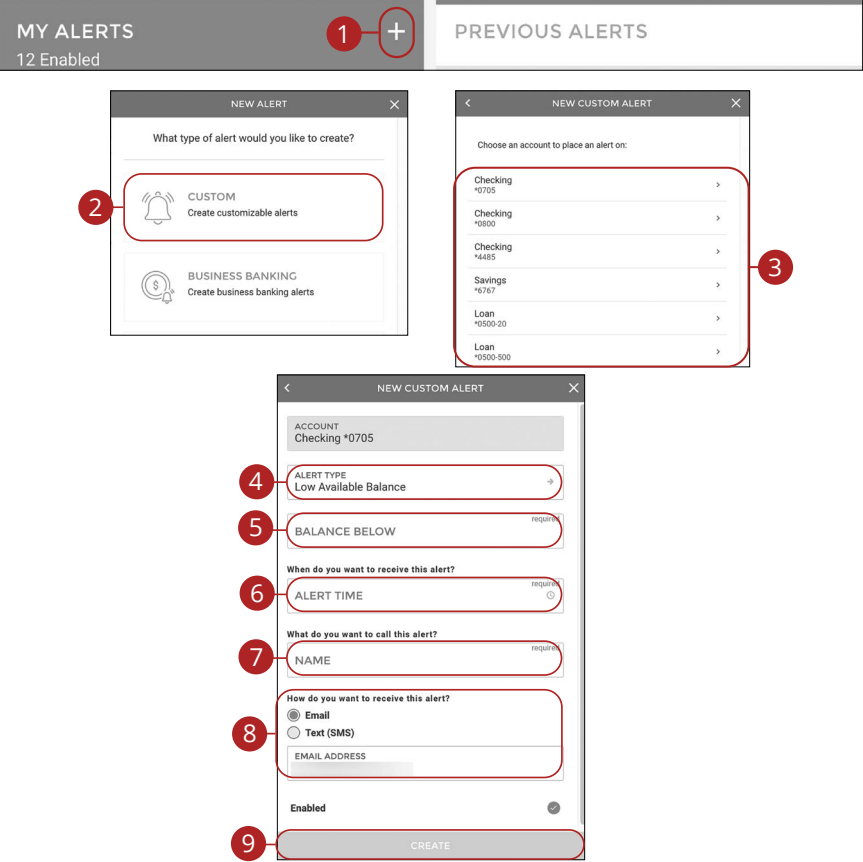 MY ALERTS
12 Enabled
1
+
PREVIOUS ALERTS
NEW ALERT
What type of alert would you like to create?
2
CUSTOM
Create customizable alerts
$
BUSINESS BANKING
Create business banking alerts
NEW CUSTOM ALERT
Choose an account to place an alert on:
3
Checking
*0705
Checking
*0800
Checking
*4485
Savings
*6767
Loan
*0500-20
Loan
*0500-500
NEW CUSTOM ALERT
ACCOUNT
Checking *0705
4
ALERT TYPE
Low Available Balance
5
required
BALANCE BELOW
When do you want to receive this alert?
6
required
ALERT TIME
What do you want to call this alert?
7
required
NAME
8
How do you want to receive this alert?
Email
Text (SMS)
EMAIL ADDRESS
Enabled
9
CREATE